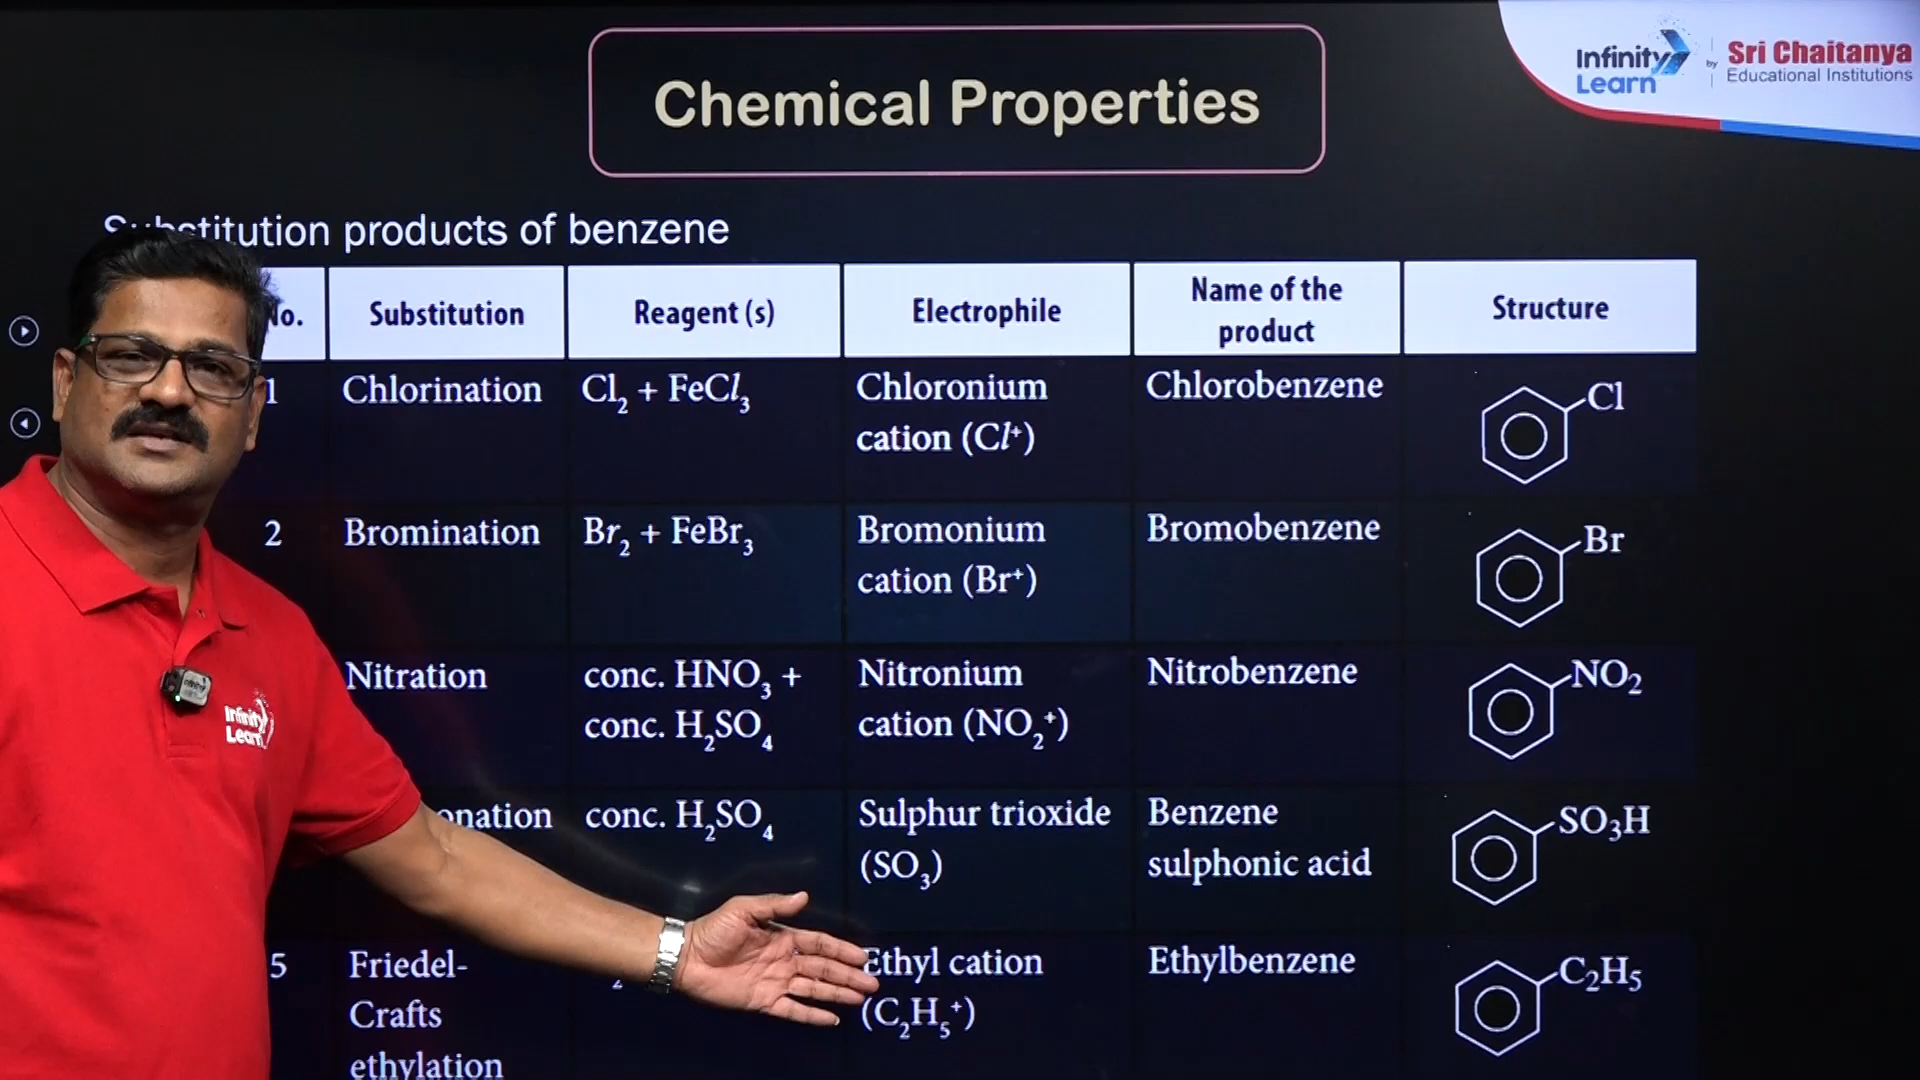 Chemical Properties
Infinity
Learn
by
Sri Chaitanya
Educational Institutions
Substitution products of benzene
No.
Substitution
Reagent (s)
Electrophile
Name of the
product
Structure
1
Chlorination
Cl₂ + FeCl₃
Chloronium
cation (Cl⁺)
Chlorobenzene
Cl
2
Bromination
Br₂ + FeBr₃
Bromonium
cation (Br⁺)
Bromobenzene
Br
Nitration
conc. HNO₃ +
conc. H₂SO₄
Nitronium
cation (NO₂⁺)
Nitrobenzene
NO₂
onation
conc. H₂SO₄
Sulphur trioxide
(SO₃)
Benzene
sulphonic acid
SO₃H
5
Friedel-
Crafts
ethylation
Ethyl cation
(C₂H₅⁺)
Ethylbenzene
C₂H₅
Infinity
Learn